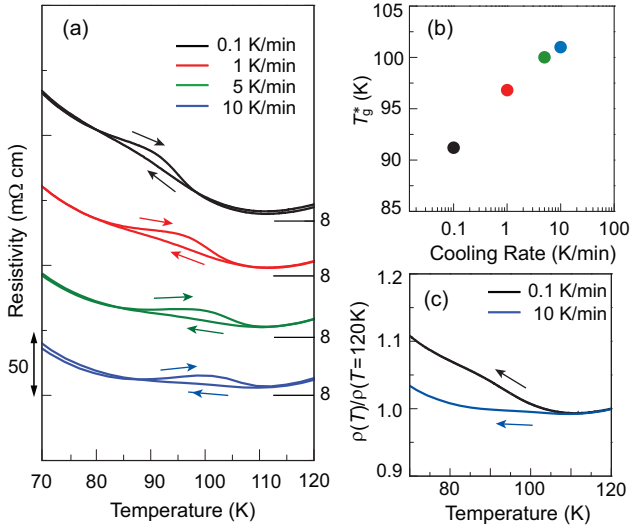 (a)
0.1 K/min
1 K/min
5 K/min
10 K/min
Resistivity (mΩ cm)
50
8
8
8
8
70 80 90 100 110 120
Temperature (K)
(b)
T*g (K)
105
100
95
90
85
0.1 1 10 100
Cooling Rate (K/min)
(c)
0.1 K/min
10 K/min
ρ(T)/ρ(T=120K)
1.2
1.1
1.0
0.9
80 100 120
Temperature (K)